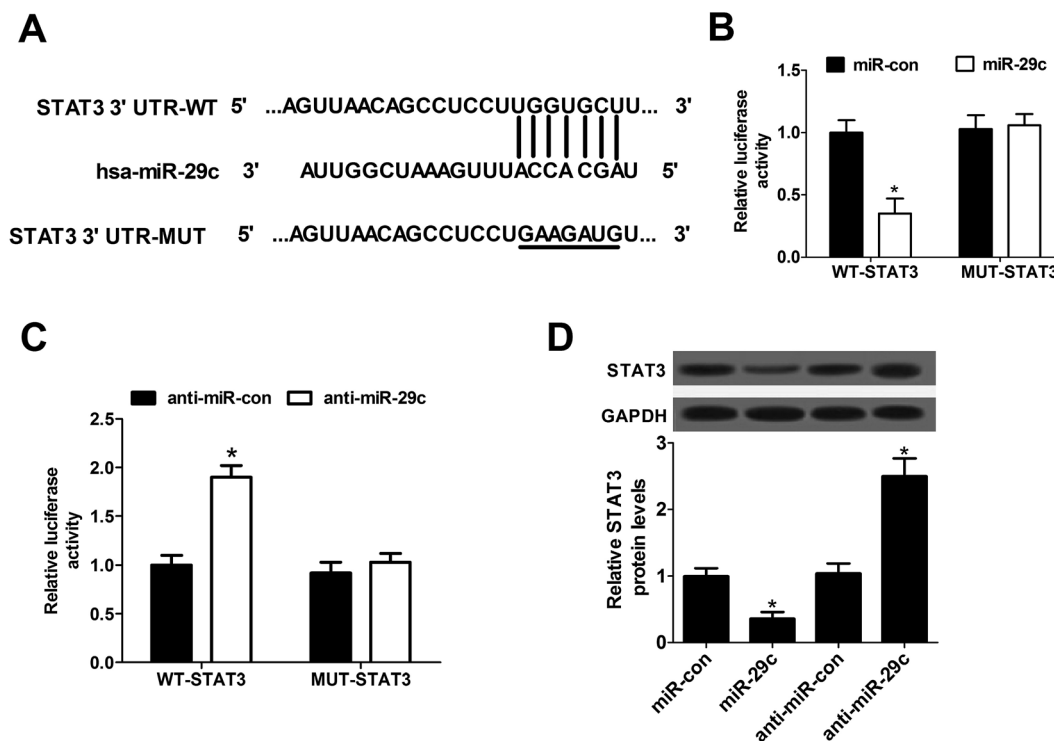 A
STAT3 3' UTR-WT 5' ...AGUUAACAGCCUCCUUGGUGCUU... 3'
hsa-miR-29c 3' AUUGGCUAAAGUUUACCACGAU 5'
STAT3 3' UTR-MUT 5' ...AGUUAACAGCCUCCUGAAGAUGU... 3'
B
miR-con miR-29c
Relative luciferase
activity
1.5
1.0
0.5
0.0
*
WT-STAT3 MUT-STAT3
C
anti-miR-con anti-miR-29c
Relative luciferase
activity
2.5
2.0
1.5
1.0
0.5
0.0
*
WT-STAT3 MUT-STAT3
D
STAT3
GAPDH
Relative STAT3
protein levels
3
2
1
0
*
*
miR-con
miR-29c
anti-miR-con
anti-miR-29c